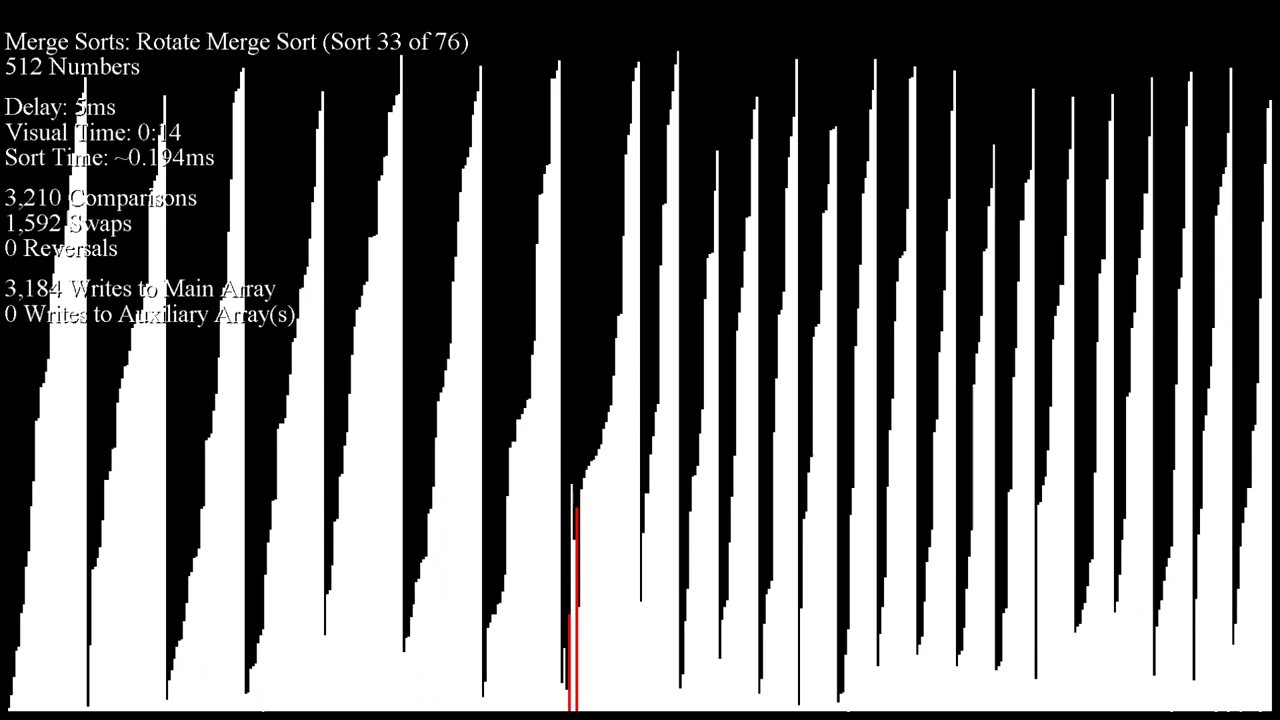 Merge Sorts: Rotate Merge Sort (Sort 33 of 76)
512 Numbers
Delay: 5ms
Visual Time: 0:14
Sort Time: ~0.194ms
3,210 Comparisons
1,592 Swaps
0 Reversals
3,184 Writes to Main Array
0 Writes to Auxiliary Array(s)